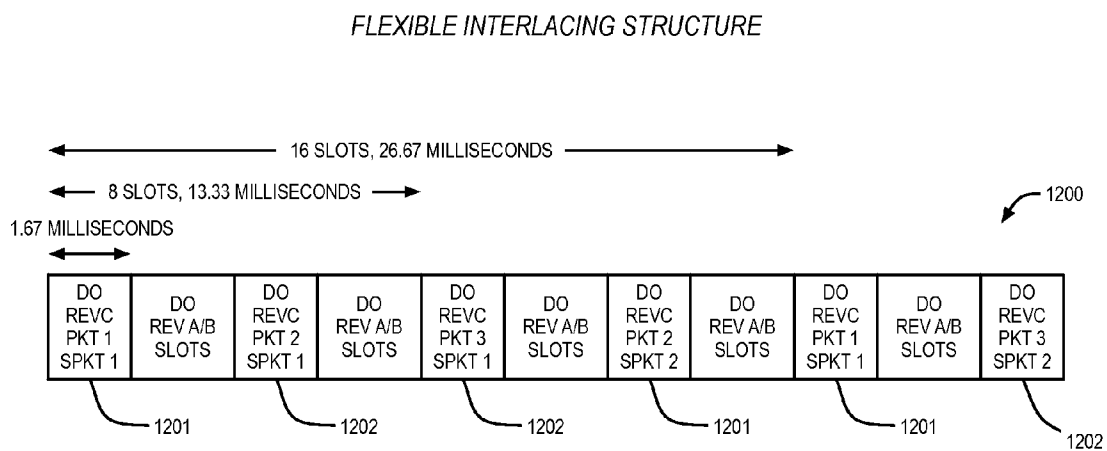 FLEXIBLE INTERLACING STRUCTURE
16 SLOTS, 26.67 MILLISECONDS
8 SLOTS, 13.33 MILLISECONDS
1200
1.67 MILLISECONDS
DO
REVC
PKT 1
SPKT 1
DO
REV A/B
SLOTS
DO
REVC
PKT 2
SPKT 1
DO
REV A/B
SLOTS
DO
REVC
PKT 3
SPKT 1
DO
REV A/B
SLOTS
DO
REVC
PKT 2
SPKT 2
DO
REV A/B
SLOTS
DO
REVC
PKT 1
SPKT 1
DO
REV A/B
SLOTS
DO
REVC
PKT 3
SPKT 2
1201
1202
1202
1201
1201
1202